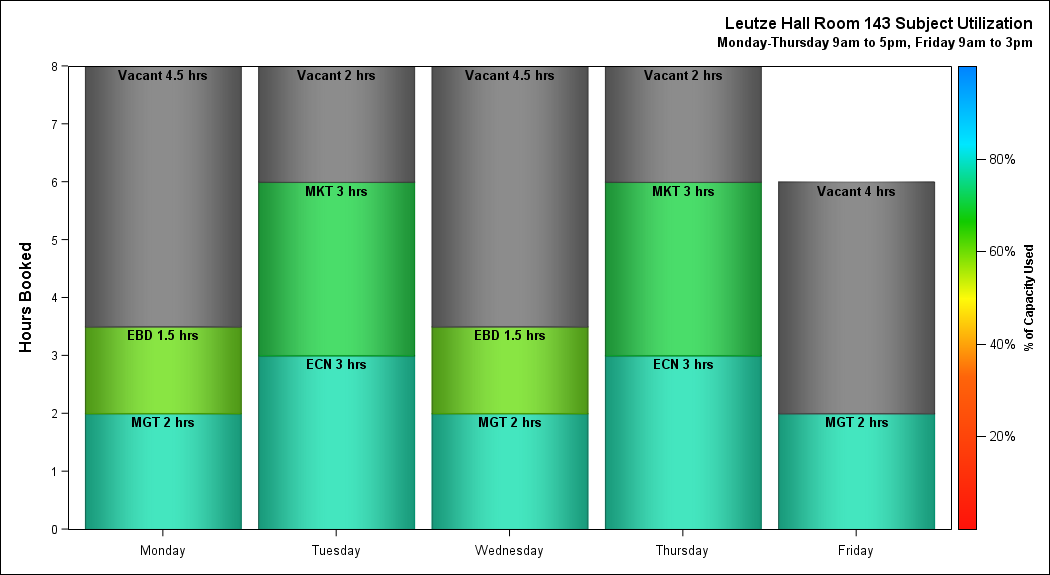 Leutze Hall Room 143 Subject Utilization
Monday-Thursday 9am to 5pm, Friday 9am to 3pm
Hours Booked
8
7
6
5
4
3
2
1
0
Vacant 4.5 hrs
EBD 1.5 hrs
MGT 2 hrs
Vacant 2 hrs
MKT 3 hrs
ECN 3 hrs
Vacant 4.5 hrs
EBD 1.5 hrs
MGT 2 hrs
Vacant 2 hrs
MKT 3 hrs
ECN 3 hrs
Vacant 4 hrs
MGT 2 hrs
Monday
Tuesday
Wednesday
Thursday
Friday
80%
60%
40%
20%
% of Capacity Used